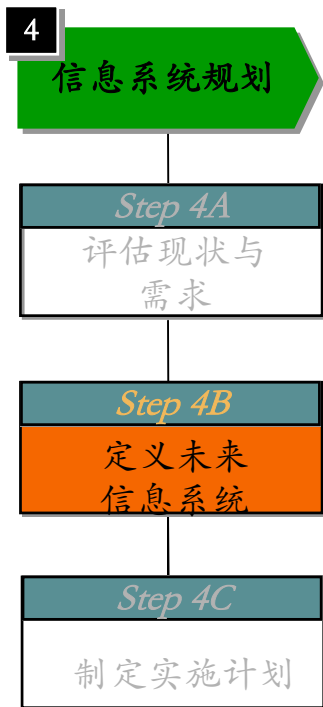 4
信息系统规划
Step 4A
评估现状与
需求
Step 4B
定义未来
信息系统
Step 4C
制定实施计划